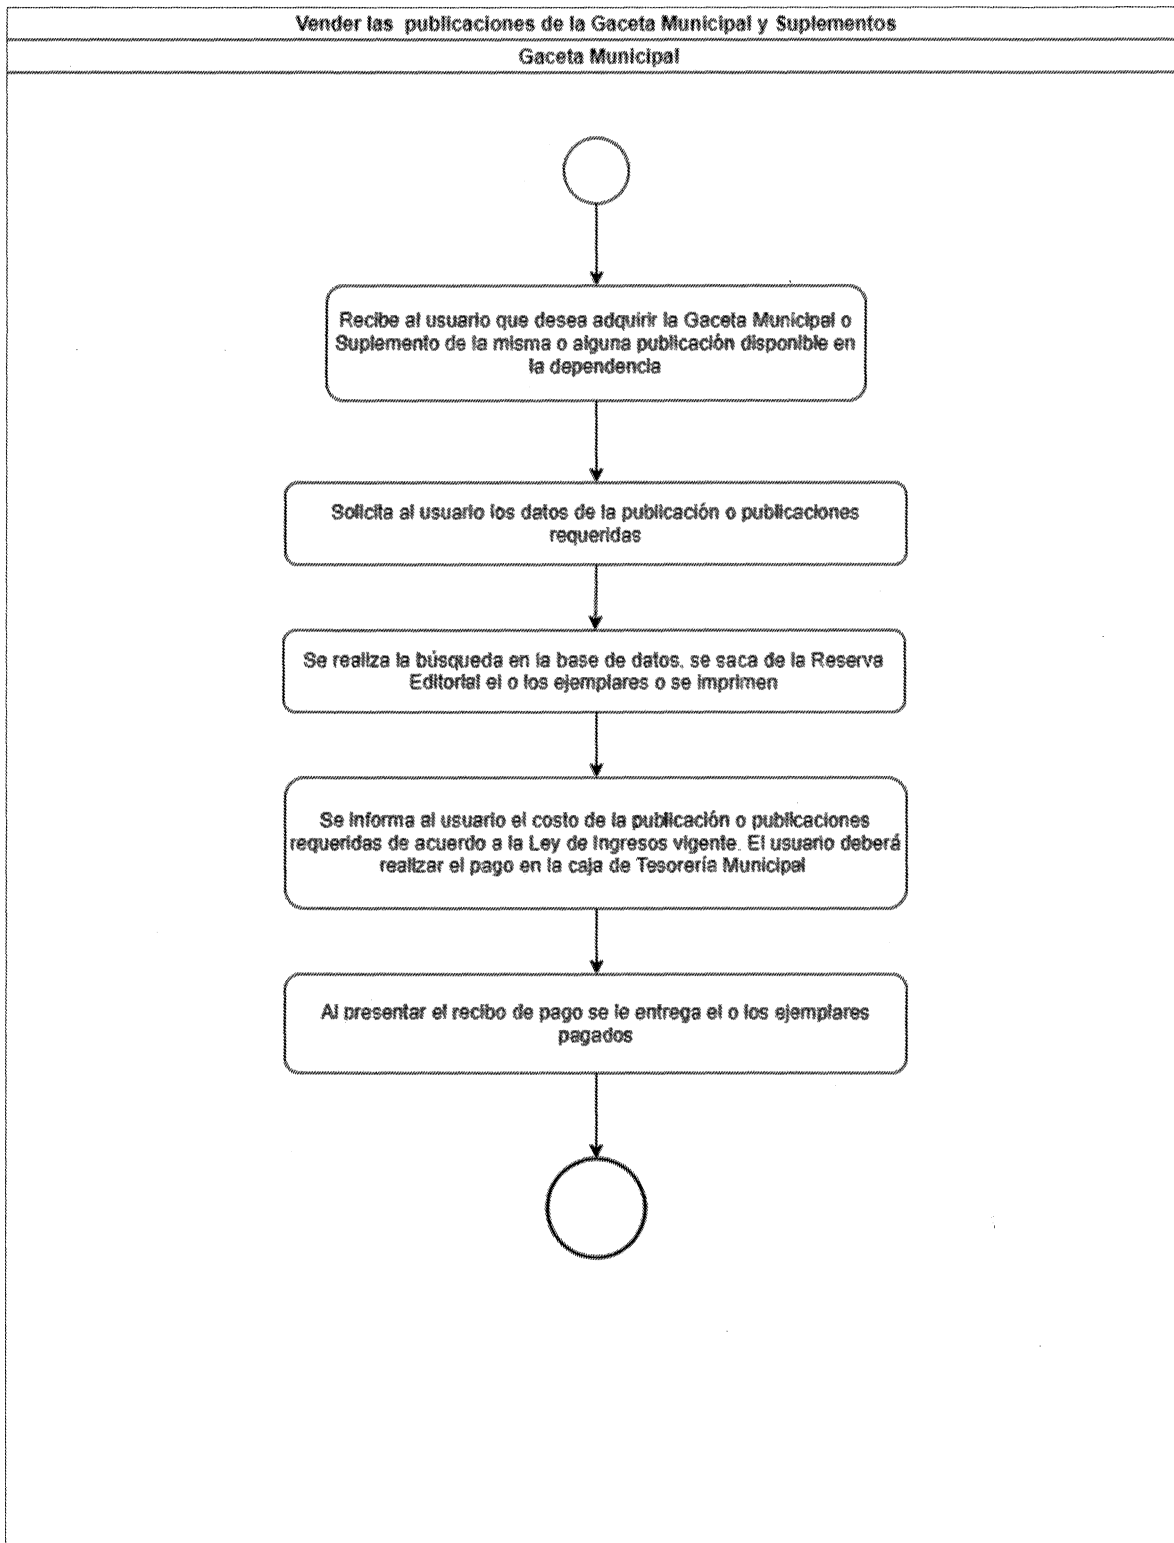 Vender las publicaciones de la Gaceta Municipal y Suplementos
Gaceta Municipal
Recibe al usuario que desea adquirir la Gaceta Municipal o
Suplemento de la misma o alguna publicación disponible en
la dependencia
Solicita al usuario los datos de la publicación o publicaciones
requeridas
Se realiza la búsqueda en la base de datos, se saca de la Reserva
Editorial el o los ejemplares o se imprimen
Se informa al usuario el costo de la publicación o publicaciones
requeridas de acuerdo a la Ley de Ingresos vigente. El usuario deberá
realizar el pago en la caja de Tesorería Municipal
Al presentar el recibo de pago se le entrega el o los ejemplares
pagados